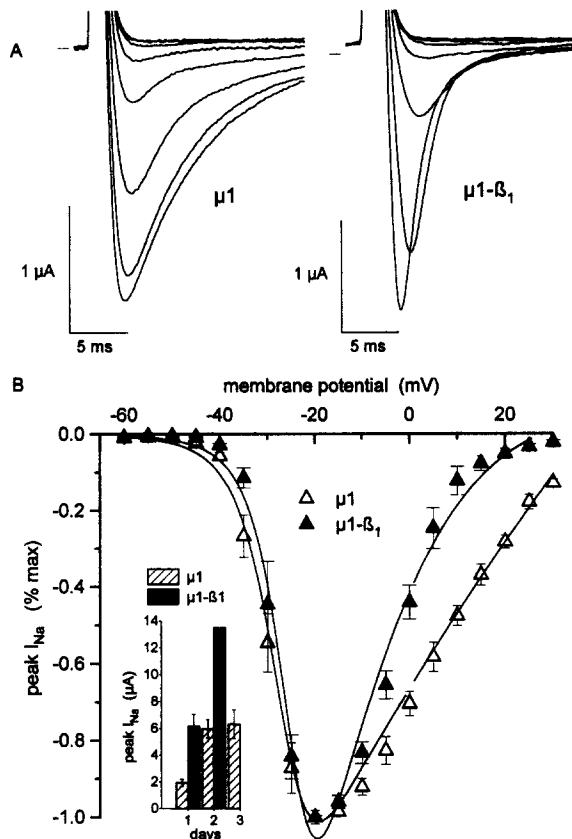 A
μ1
μ1-ß₁
1 μA
1 μA
5 ms
5 ms
B
membrane potential (mV)
-60 -40 -20 0 20
0.0
-0.2
-0.4
-0.6
-0.8
-1.0
peak I_Na (% max)
μ1
μ1-ß₁
μ1
μ1-ß1
14
12
10
8
6
4
2
0
peak I_Na (μA)
1 2 3
days